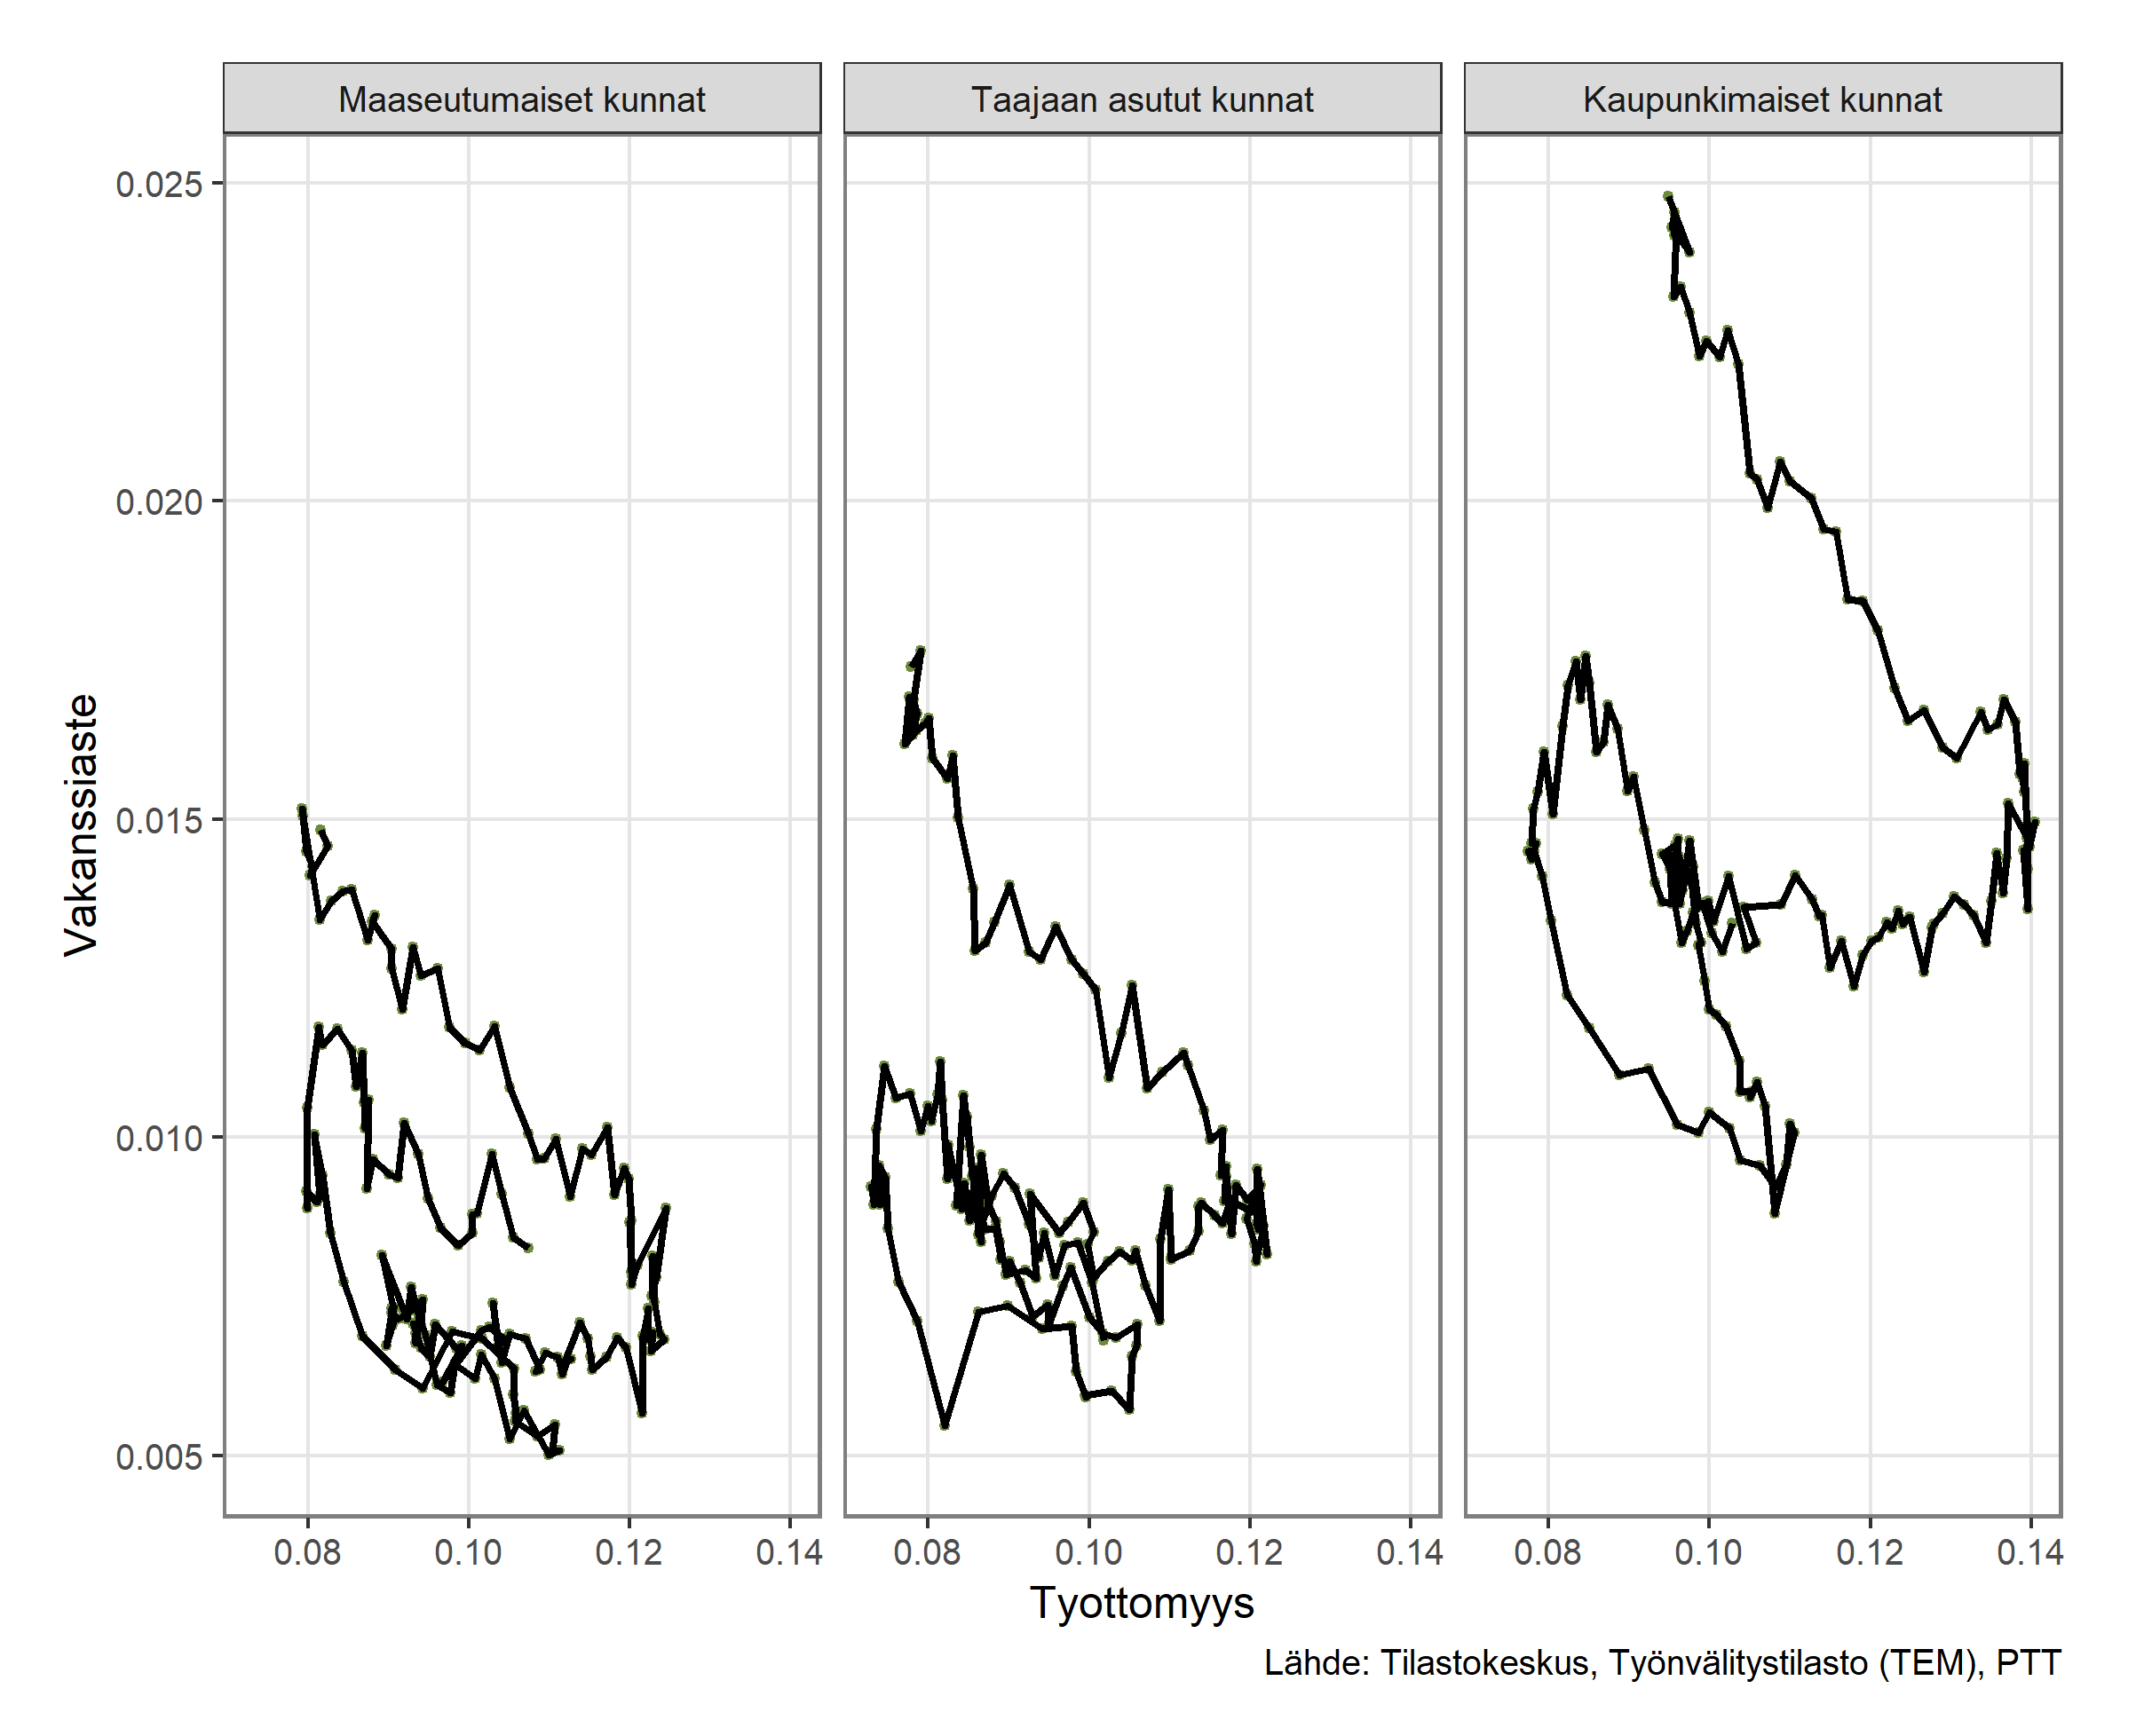 Maaseutumaiset kunnat
Taajaan asutut kunnat
Kaupunkimaiset kunnat
0.025
0.020
0.015
0.010
0.005
Vakanssiaste
0.08 0.10 0.12 0.14
0.08 0.10 0.12 0.14
0.08 0.10 0.12 0.14
Tyottomyys
Lähde: Tilastokeskus, Työnvälitystilasto (TEM), PTT